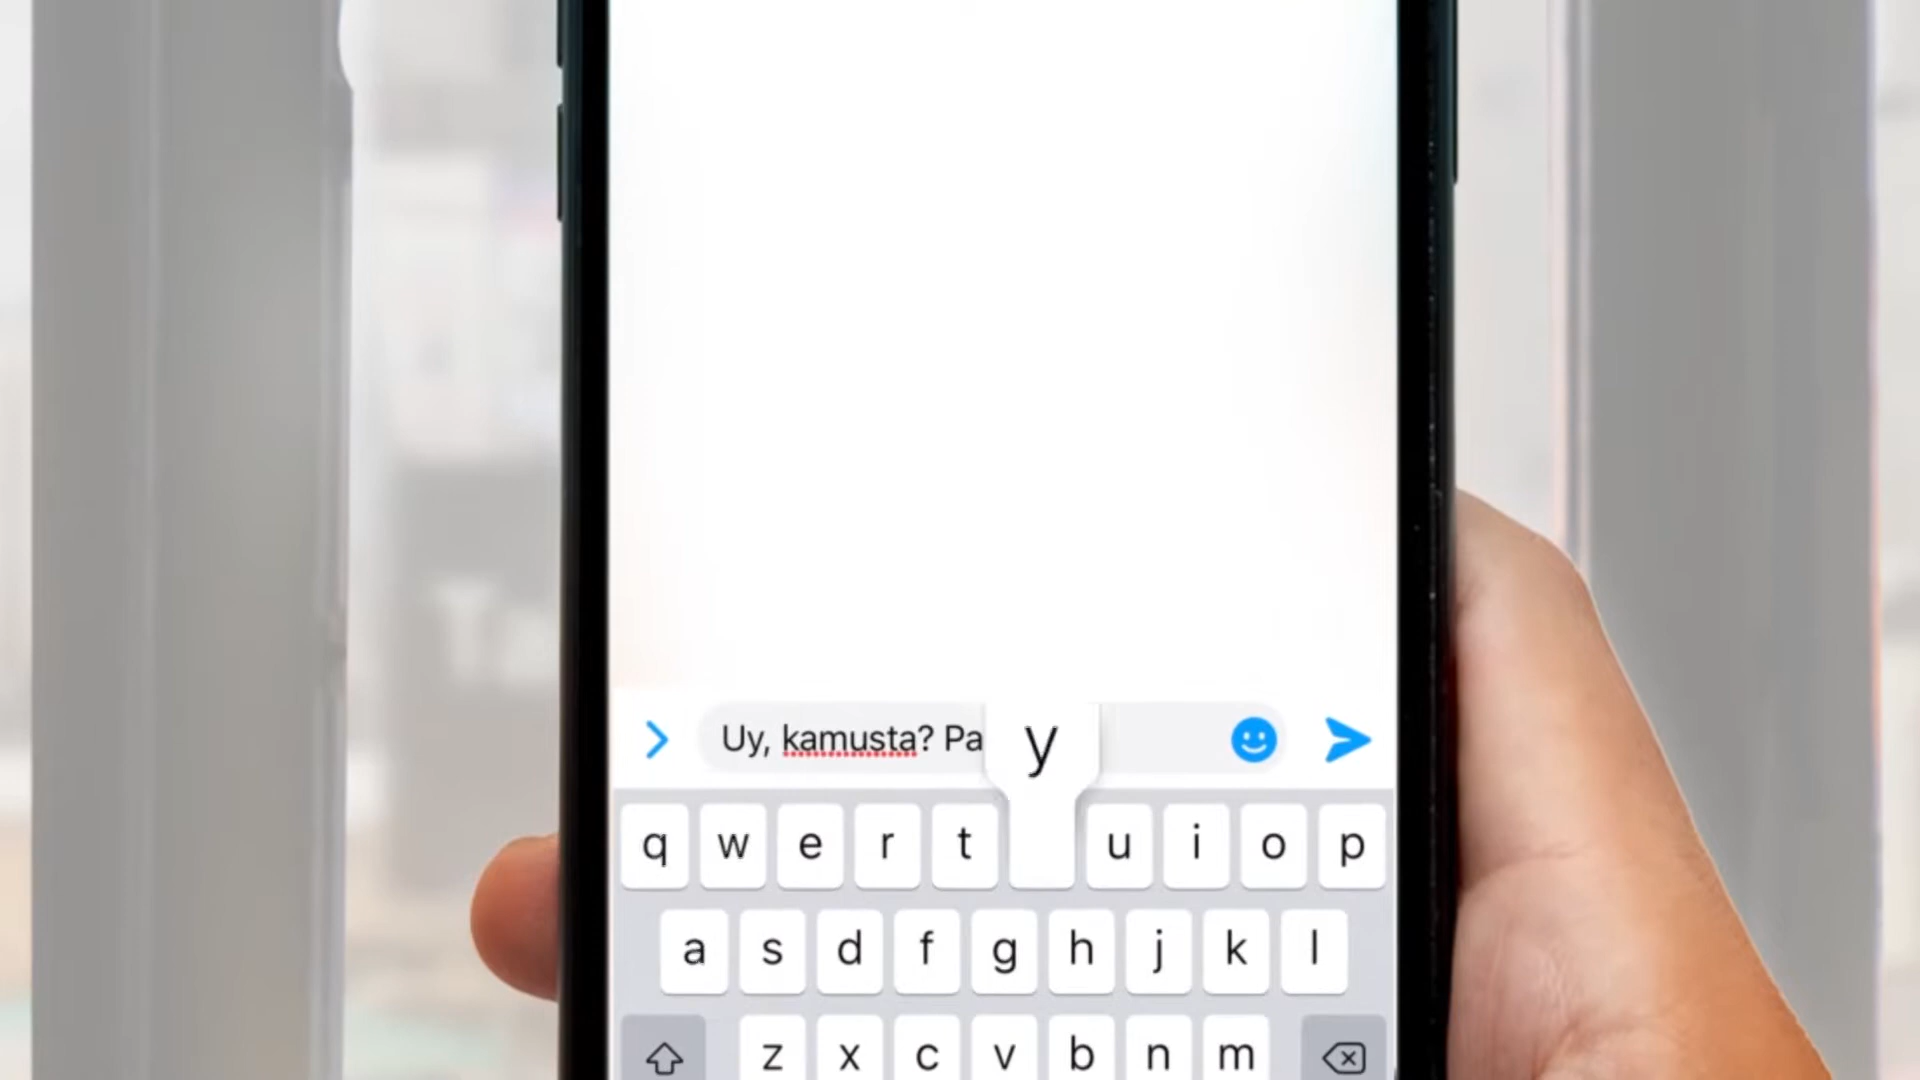 Uy, kamusta? Pa
y
q w e r t u i o p
a s d f g h j k l
z x c v b n m